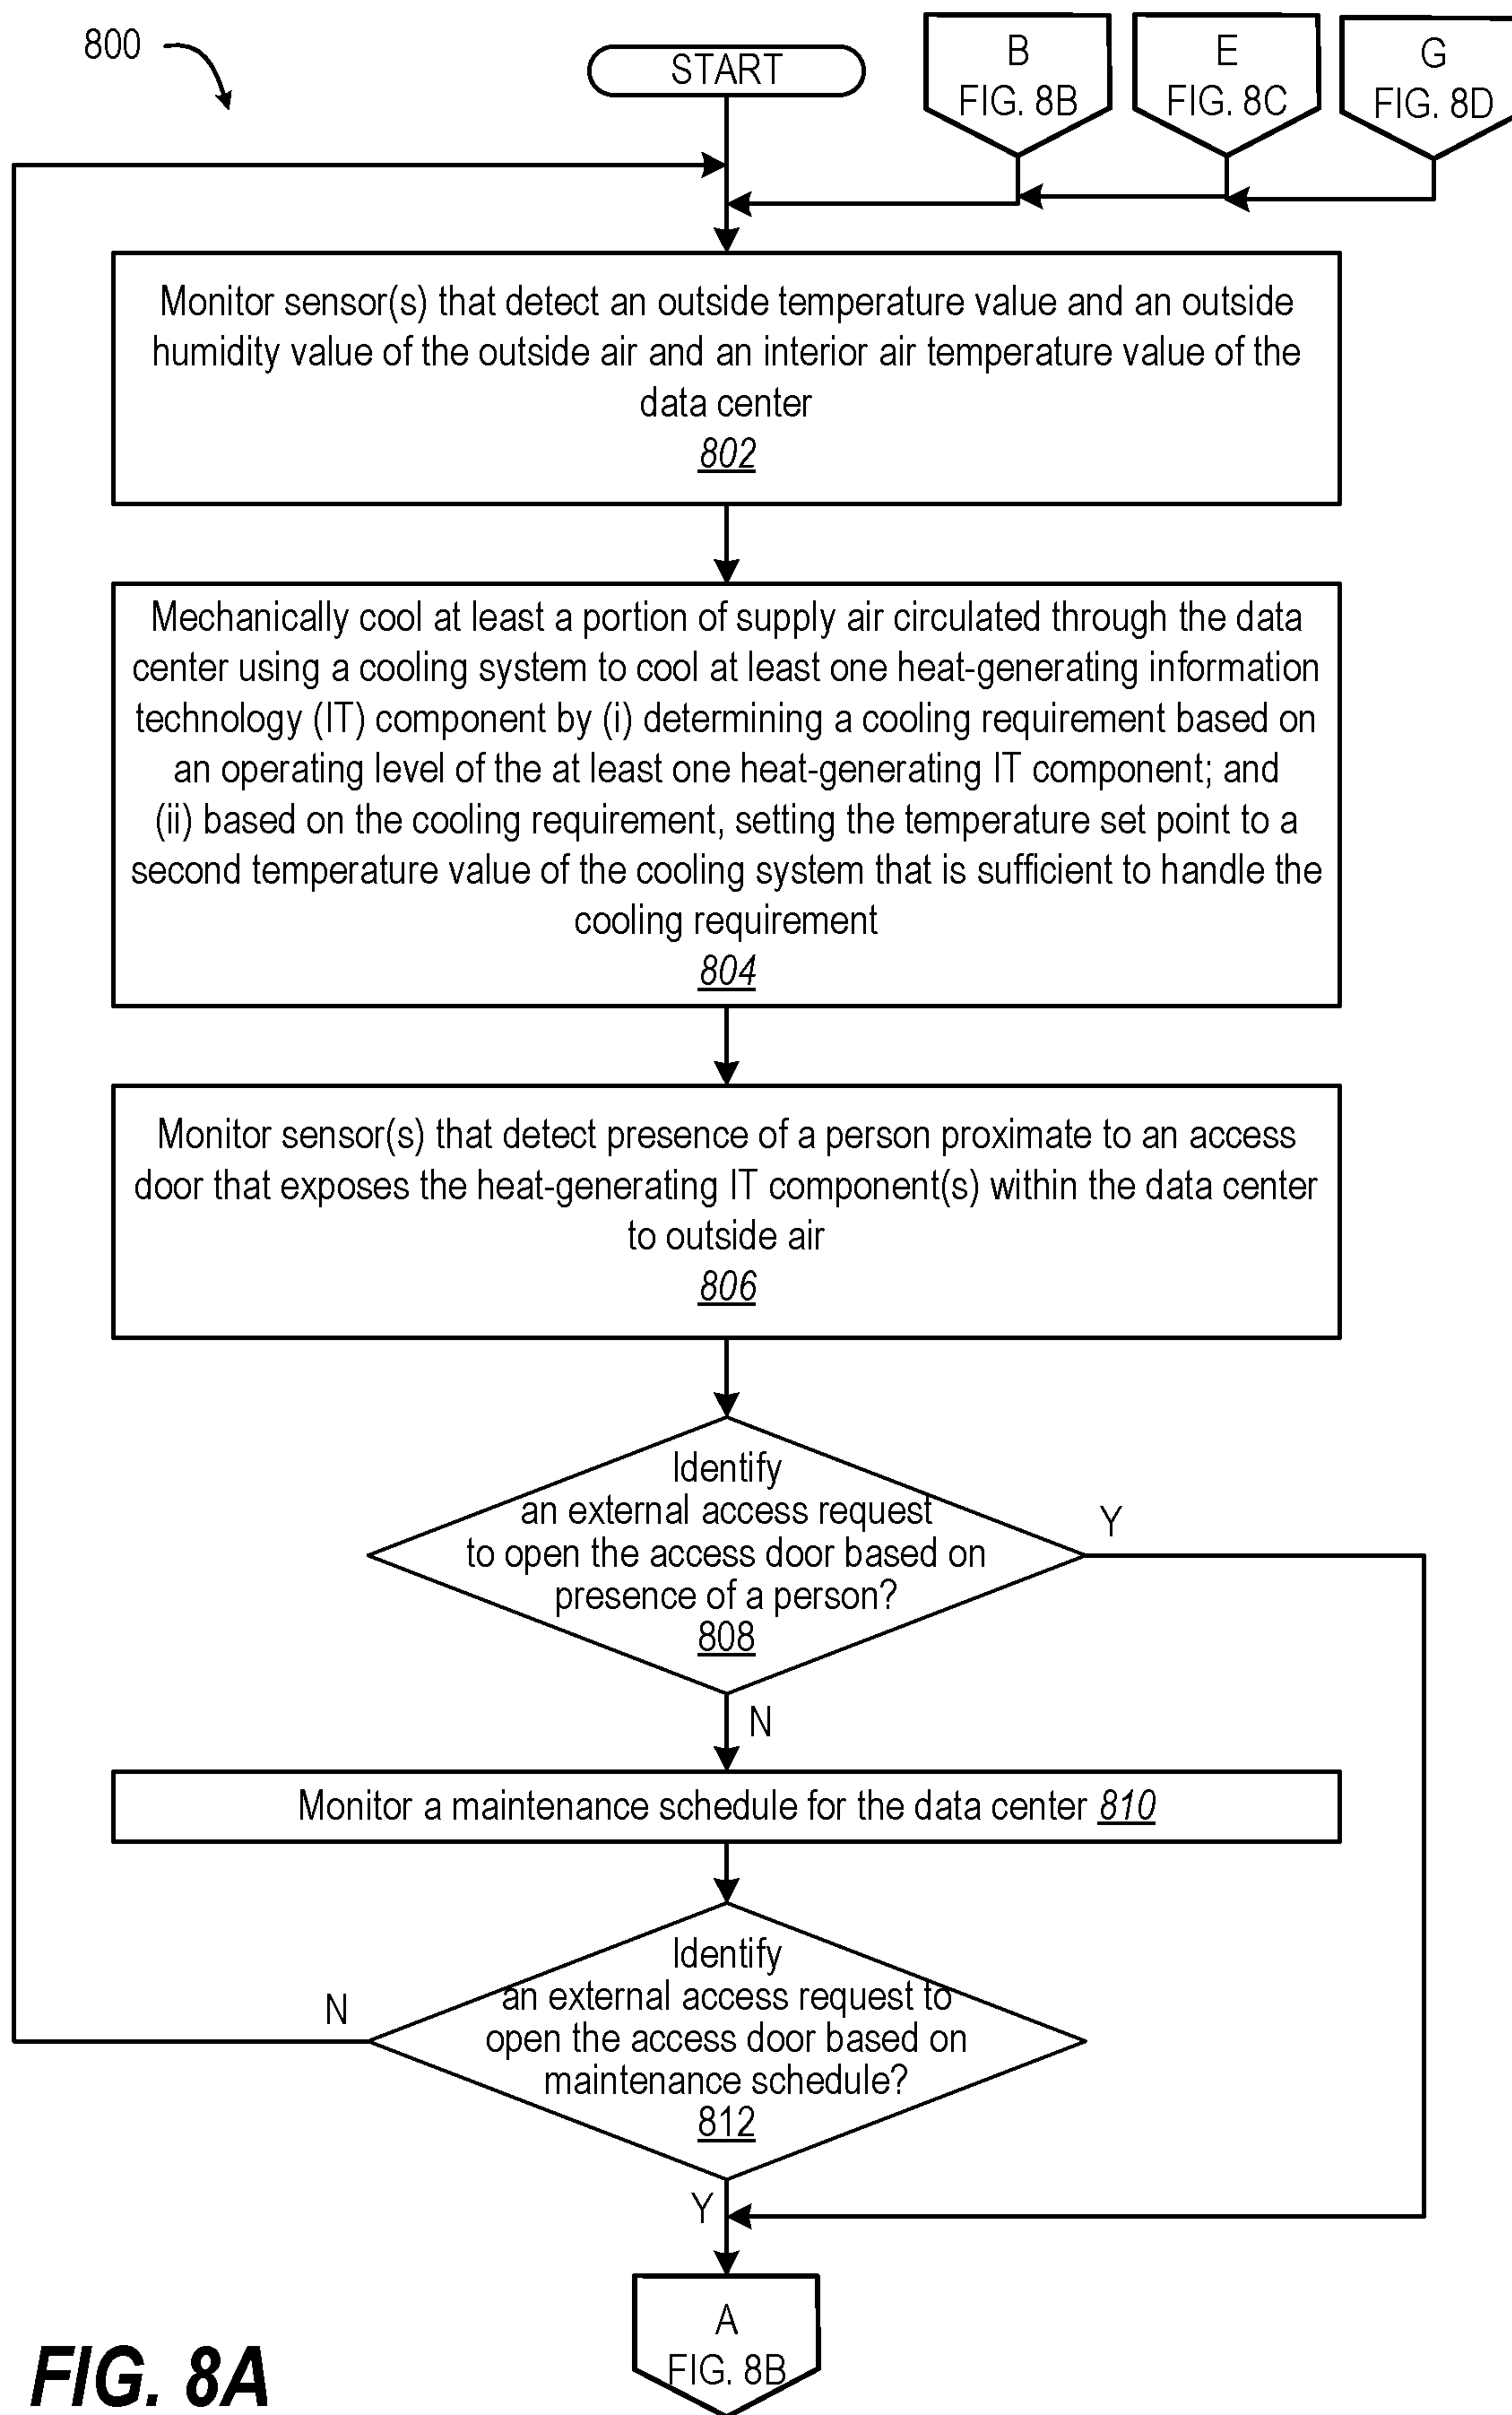 800
START
B
FIG. 8B
E
FIG. 8C
G
FIG. 8D
Monitor sensor(s) that detect an outside temperature value and an outside
humidity value of the outside air and an interior air temperature value of the
data center
802
Mechanically cool at least a portion of supply air circulated through the data
center using a cooling system to cool at least one heat-generating information
technology (IT) component by (i) determining a cooling requirement based on
an operating level of the at least one heat-generating IT component; and
(ii) based on the cooling requirement, setting the temperature set point to a
second temperature value of the cooling system that is sufficient to handle the
cooling requirement
804
Monitor sensor(s) that detect presence of a person proximate to an access
door that exposes the heat-generating IT component(s) within the data center
to outside air
806
Identify
an external access request
to open the access door based on
presence of a person?
808
Y
N
Monitor a maintenance schedule for the data center 810
Identify
an external access request to
open the access door based on
maintenance schedule?
812
N
Y
A
FIG. 8B
FIG. 8A